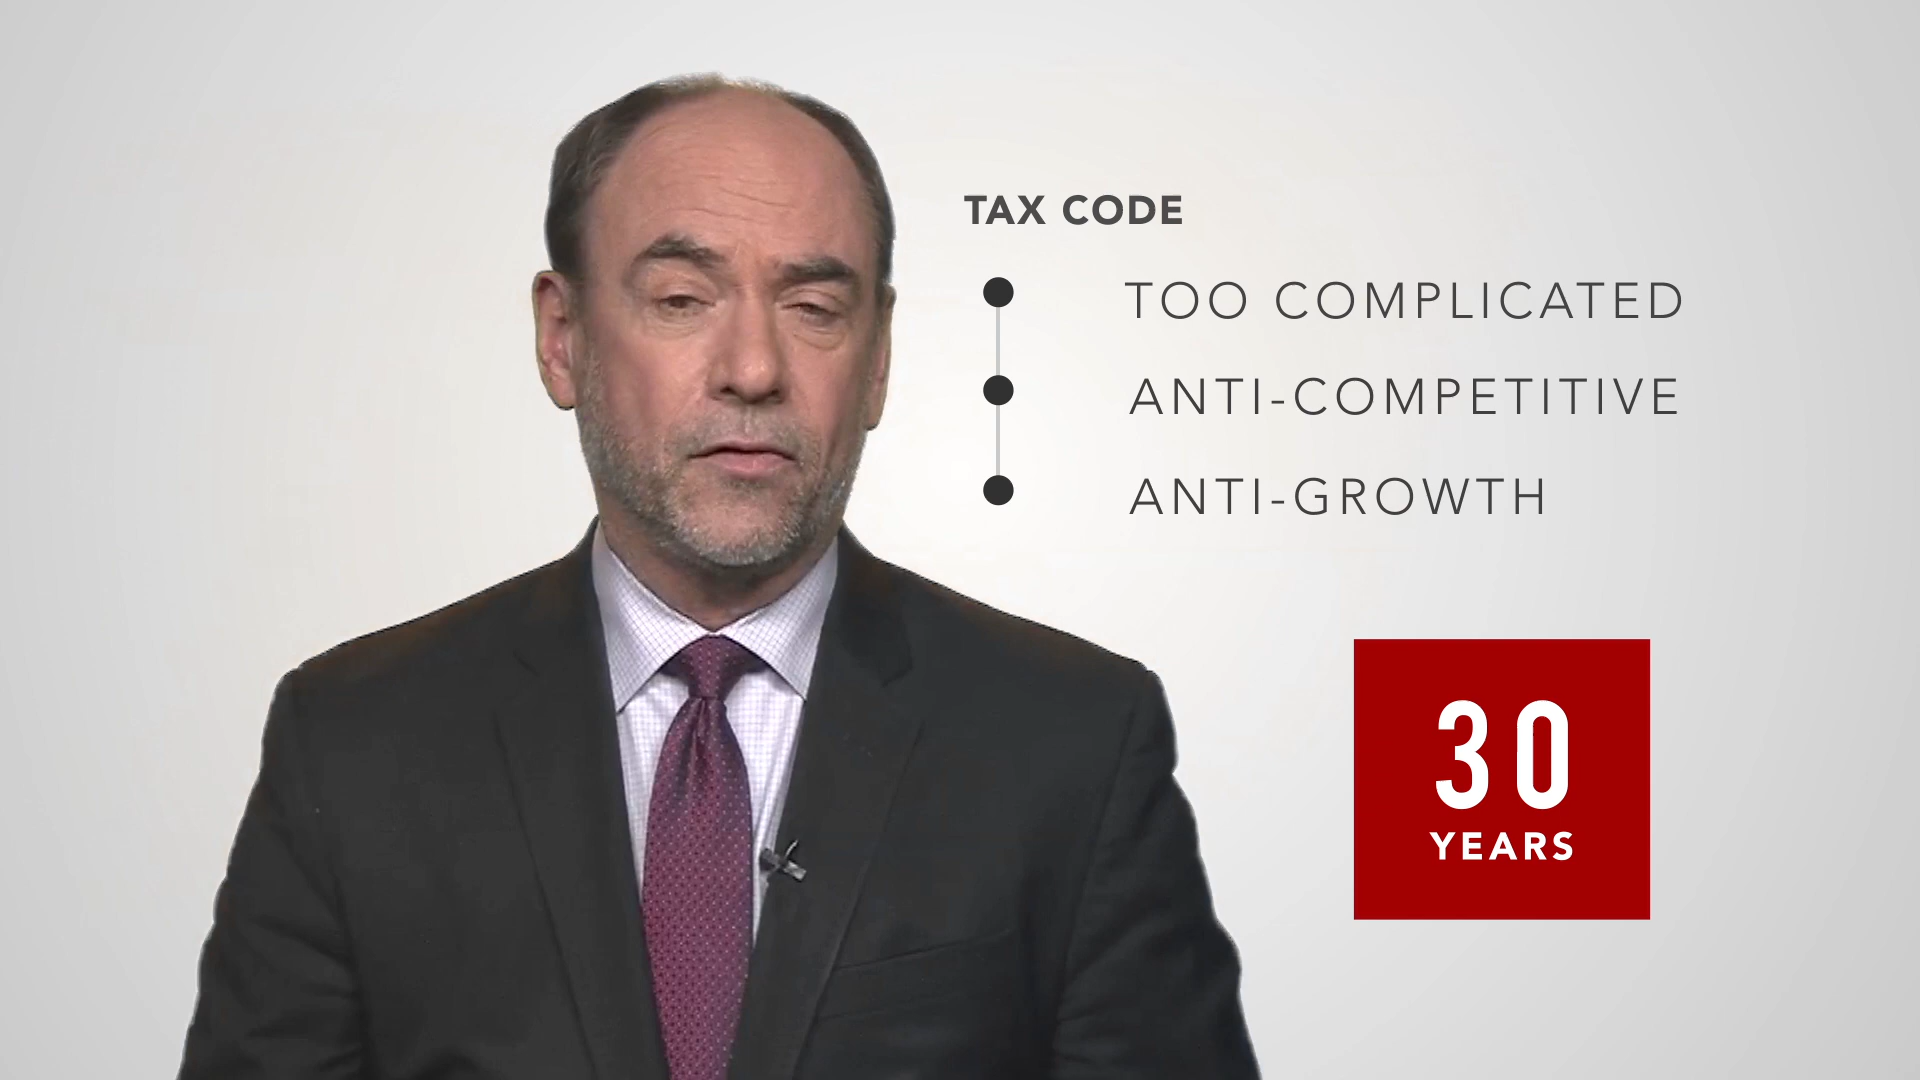 TAX CODE
TOO COMPLICATED
ANTI-COMPETITIVE
ANTI-GROWTH
30
YEARS